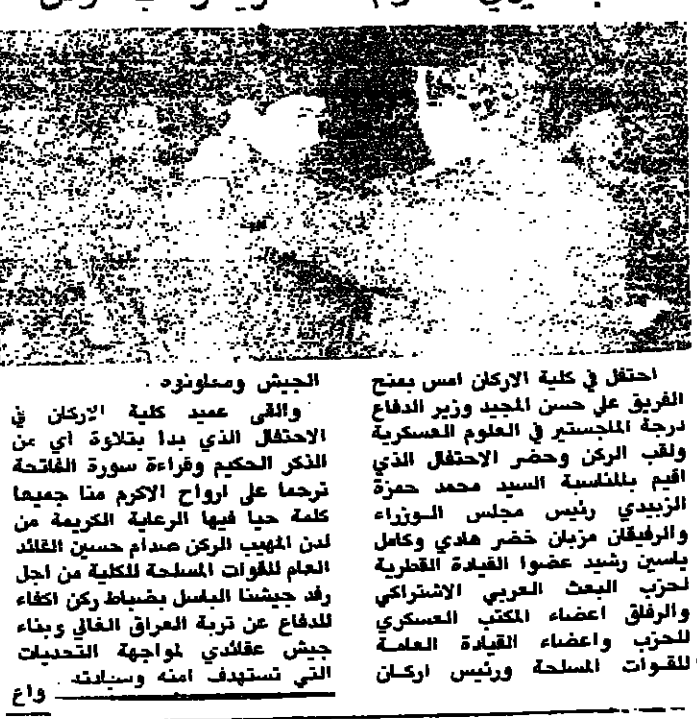 احتفل في كلية الاركان امس بمنح
الفريق علي حسن المجيد وزير الدفاع
درجة الماجستير في العلوم العسكرية
ولقب الركن وحضر الاحتفال الذي
اقيم بالمناسبة السيد محمد حمزة
الزبيدي رئيس مجلس الوزراء
والرفيقان مزبان خضر هادي وكامل
ياسين رشيد عضوا القيادة القطرية
لحزب البعث العربي الاشتراكي
والرفاق اعضاء المكتب العسكري
للحزب واعضاء القيادة العامة
للقوات المسلحة ورئيس اركان
الجيش ومعاونوه .
والقى عميد كلية الاركان في
الاحتفال الذي بدا بتلاوة اي من
الذكر الحكيم وقراءة سورة الفاتحة
ترحما على ارواح الاكرم منا جميعا
كلمة حيا فيها الرعاية الكريمة من
لدن المهيب الركن صدام حسين القائد
العام للقوات المسلحة للكلية من اجل
رفد جيشنا الباسل بضباط ركن اكفاء
للدفاع عن تربة العراق الغالي وبناء
جيش عقائدي لمواجهة التحديات
التي تستهدف امنه وسيادته .
واع